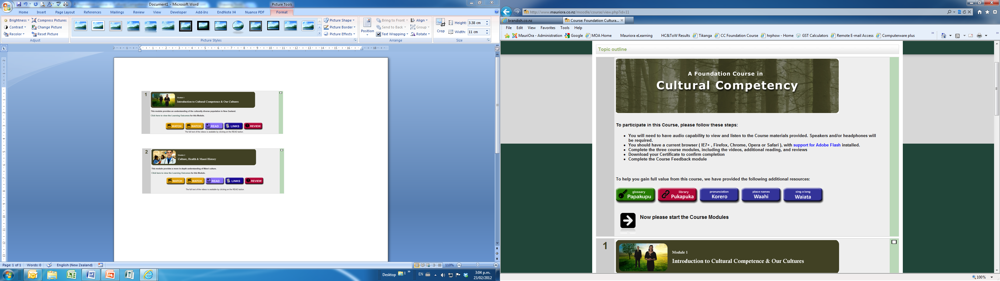 Document1 - Microsoft Word
Picture Tools
Home Insert Page Layout References Mailings Review View Developer Add-Ins EndNote X4 Nuance PDF Format
Brightness Compress Pictures
Contrast Change Picture
Recolor Reset Picture
Adjust
Picture Styles
Picture Shape
Picture Border
Picture Effects
Position
Bring to Front
Send to Back
Text Wrapping
Align
Group
Rotate
Arrange
Crop
Height: 3.38 cm
Width: 11 cm
Size
1
Module 1
Introduction to Cultural Competence & Our Cultures
This module provides an understanding of the culturally diverse population in New Zealand.
Click here to view the Learning Outcomes for this Module.
WATCH WATCH READ LINKS REVIEW
The full text of the videos is available by clicking on the READ button.
2
Module 2
Culture, Health & Maori History
This module provides a more in-depth understanding of Māori culture.
Click here to view the Learning Outcomes for this Module.
WATCH WATCH READ LINKS REVIEW
The full text of the videos is available by clicking on the READ button.
Page: 1 of 1 Words: 0 English (New Zealand) 110%
Desktop
EN
3:04 p.m.
23/02/2012
http://www.mauriora.co.nz/moodle/course/view.php?id=11
brandish.co.nz
Course: Foundation Cultura...
File Edit View Favorites Tools Help
MauriOra - Administration Google MOA Home Mauriora eLearning HC&ToW Results Tikanga CC Foundation Course hrphow - Home GST Calculators Remote E-mail Access Computerware plus
Topic outline
A Foundation Course in
Cultural Competency
To participate in this Course, please follow these steps:
You will need to have audio capability to view and listen to the Course materials provided. Speakers and/or headphones will
be required.
You should have a current browser ( IE7+ , Firefox, Chrome, Opera or Safari ), with support for Adobe Flash installed.
Complete the three course modules, including the videos, additional reading, and reviews
Download your Certificate to confirm completion
Complete the Course Feedback module
To help you gain full value from this course, we have provided the following additional resources:
glossary
Papakupu
library
Pukapuka
pronunciation
Korero
place names
Waahi
sing a long
Waiata
Now please start the Course Modules
1
Module 1
Introduction to Cultural Competence & Our Cultures
100%